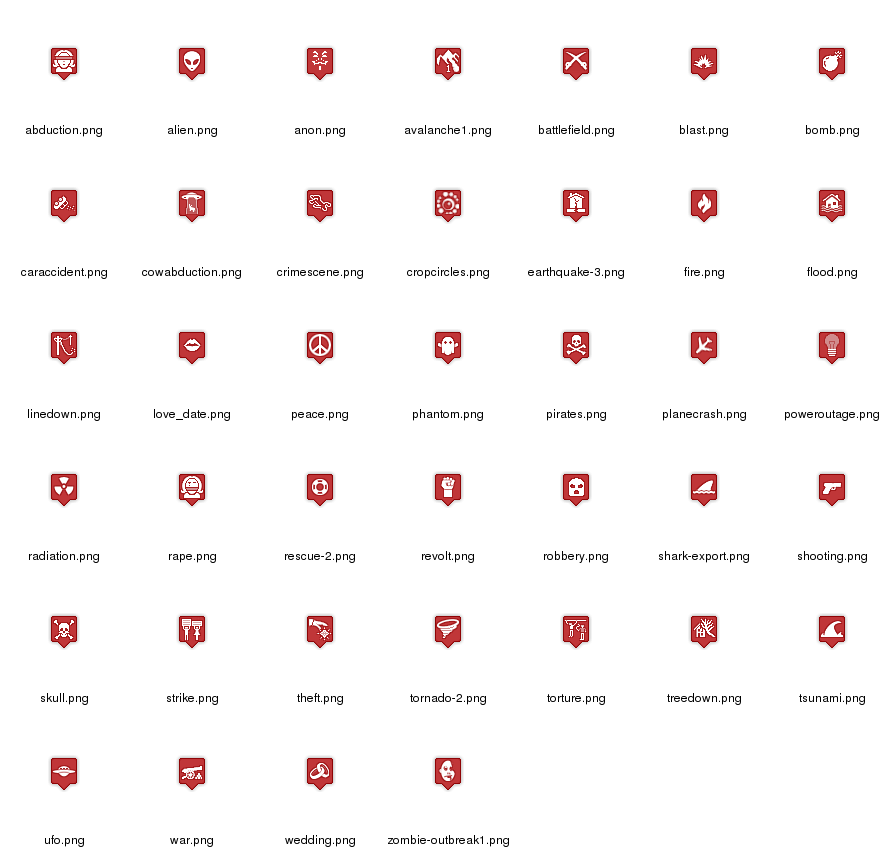 abduction.png alien.png anon.png avalanche1.png battlefield.png blast.png bomb.png
caraccident.png cowabduction.png crimescene.png cropcircles.png earthquake-3.png fire.png flood.png
linedown.png love_date.png peace.png phantom.png pirates.png planecrash.png poweroutage.png
radiation.png rape.png rescue-2.png revolt.png robbery.png shark-export.png shooting.png
skull.png strike.png theft.png tornado-2.png torture.png treedown.png tsunami.png
ufo.png war.png wedding.png zombie-outbreak1.png